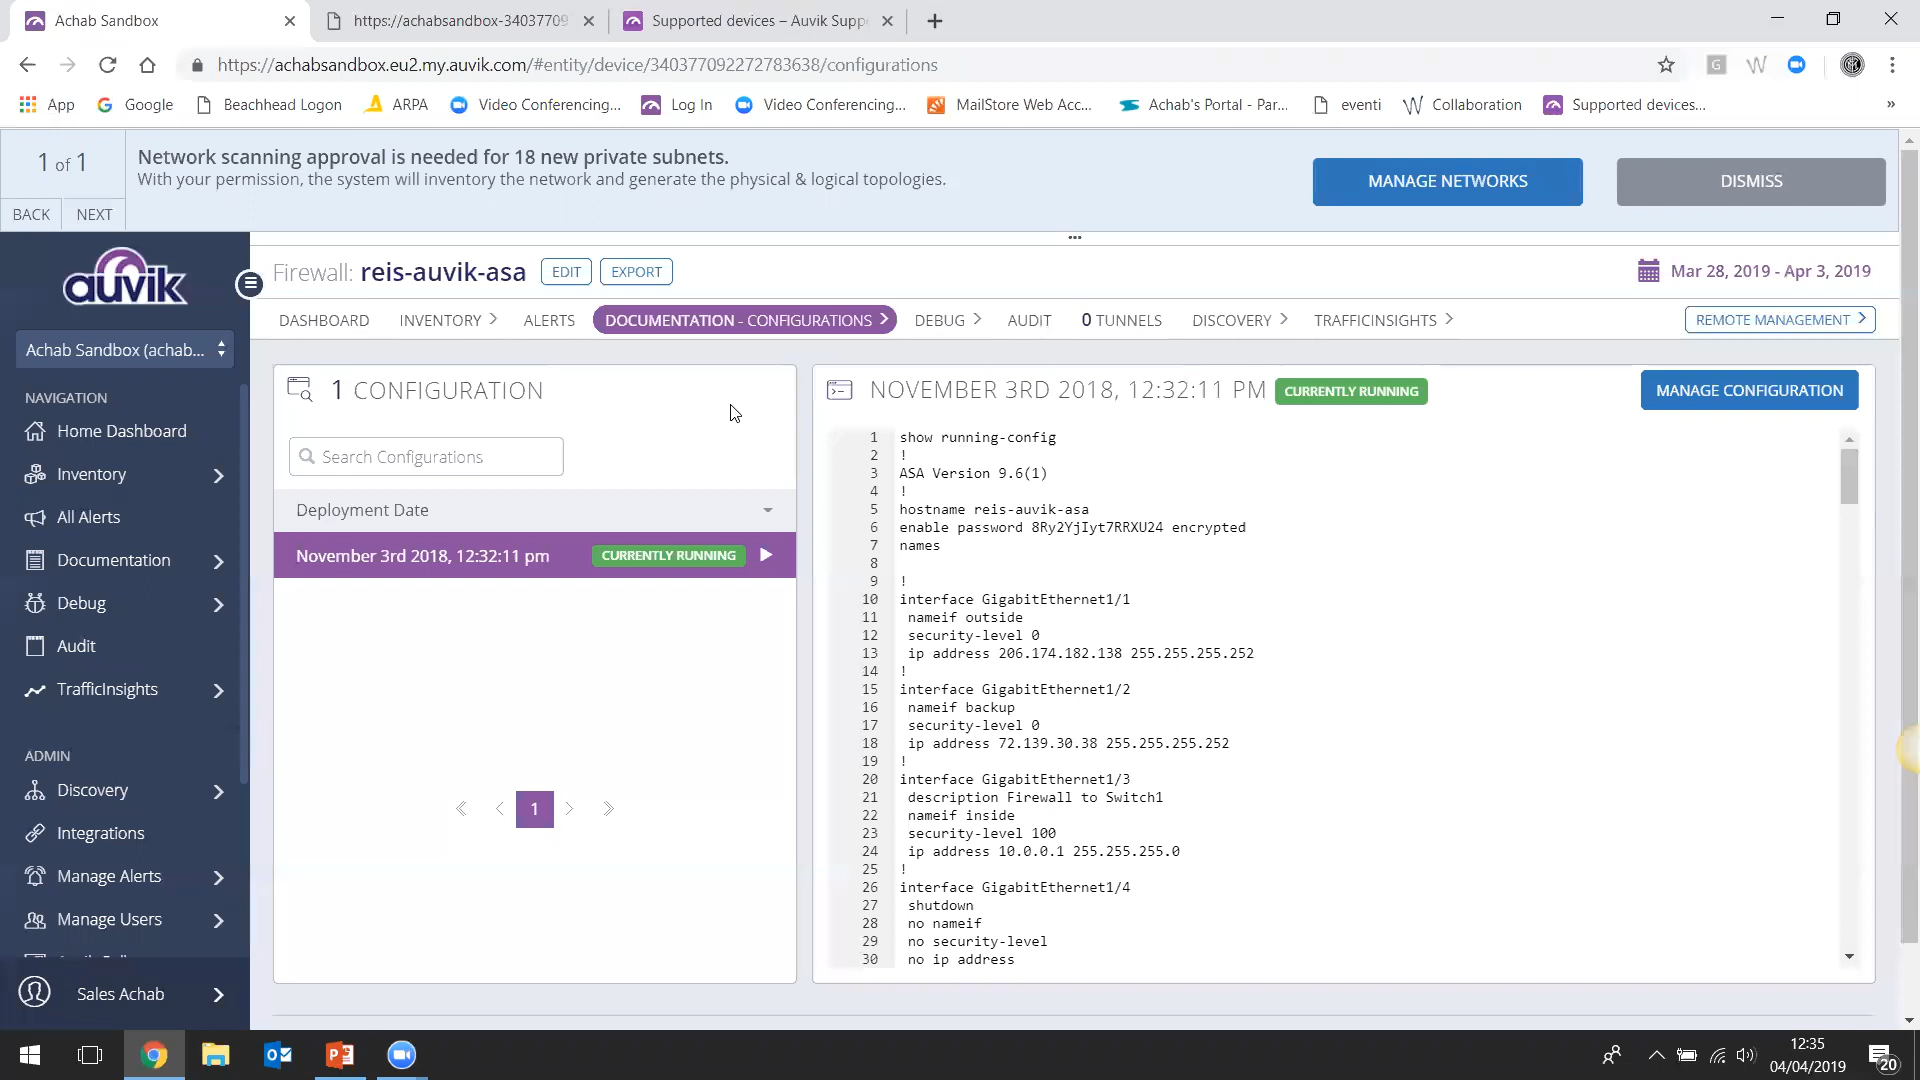 Achab Sandbox
https://achabsandbox-34037709
Supported devices – Auvik Supp
https://achabsandbox.eu2.my.auvik.com/#entity/device/340377092272783638/configurations
App
Google
Beachhead Logon
ARPA
Video Conferencing...
Log In
Video Conferencing...
MailStore Web Acc...
Achab's Portal - Par...
eventi
Collaboration
Supported devices...
»
1 of 1
BACK
NEXT
Network scanning approval is needed for 18 new private subnets.
With your permission, the system will inventory the network and generate the physical & logical topologies.
MANAGE NETWORKS
DISMISS
auvik
Achab Sandbox (achab...
NAVIGATION
Home Dashboard
Inventory
All Alerts
Documentation
Debug
Audit
TrafficInsights
ADMIN
Discovery
Integrations
Manage Alerts
Manage Users
Sales Achab
Firewall: reis-auvik-asa
EDIT
EXPORT
Mar 28, 2019 - Apr 3, 2019
DASHBOARD
INVENTORY
ALERTS
DOCUMENTATION - CONFIGURATIONS
DEBUG
AUDIT
0 TUNNELS
DISCOVERY
TRAFFICINSIGHTS
REMOTE MANAGEMENT
1 CONFIGURATION
Search Configurations
Deployment Date
November 3rd 2018, 12:32:11 pm
CURRENTLY RUNNING
1
NOVEMBER 3RD 2018, 12:32:11 PM
CURRENTLY RUNNING
MANAGE CONFIGURATION
1 show running-config
2 !
3 ASA Version 9.6(1)
4 !
5 hostname reis-auvik-asa
6 enable password 8Ry2YjIyt7RRXU24 encrypted
7 names
8
9 !
10 interface GigabitEthernet1/1
11 nameif outside
12 security-level 0
13 ip address 206.174.182.138 255.255.255.252
14 !
15 interface GigabitEthernet1/2
16 nameif backup
17 security-level 0
18 ip address 72.139.30.38 255.255.255.252
19 !
20 interface GigabitEthernet1/3
21 description Firewall to Switch1
22 nameif inside
23 security-level 100
24 ip address 10.0.0.1 255.255.255.0
25 !
26 interface GigabitEthernet1/4
27 shutdown
28 no nameif
29 no security-level
30 no ip address
12:35
04/04/2019
20